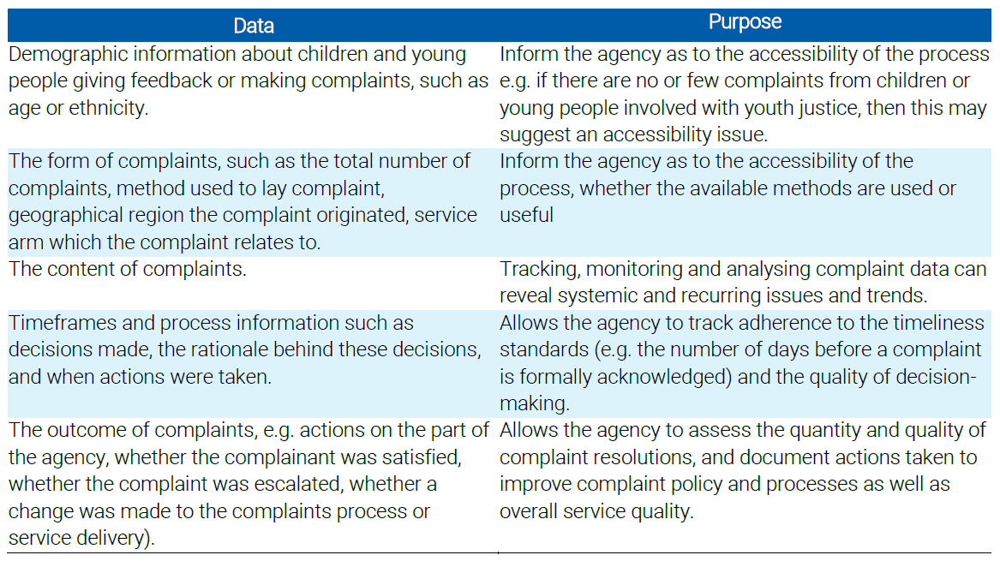 Data
Purpose
Demographic information about children and young
people giving feedback or making complaints, such as
age or ethnicity.
Inform the agency as to the accessibility of the process
e.g. if there are no or few complaints from children or
young people involved with youth justice, then this may
suggest an accessibility issue.
The form of complaints, such as the total number of
complaints, method used to lay complaint,
geographical region the complaint originated, service
arm which the complaint relates to.
Inform the agency as to the accessibility of the
process, whether the available methods are used or
useful
The content of complaints.
Tracking, monitoring and analysing complaint data can
reveal systemic and recurring issues and trends.
Timeframes and process information such as
decisions made, the rationale behind these decisions,
and when actions were taken.
Allows the agency to track adherence to the timeliness
standards (e.g. the number of days before a complaint
is formally acknowledged) and the quality of decision-
making.
The outcome of complaints, e.g. actions on the part of
the agency, whether the complainant was satisfied,
whether the complaint was escalated, whether a
change was made to the complaints process or
service delivery).
Allows the agency to assess the quantity and quality of
complaint resolutions, and document actions taken to
improve complaint policy and processes as well as
overall service quality.